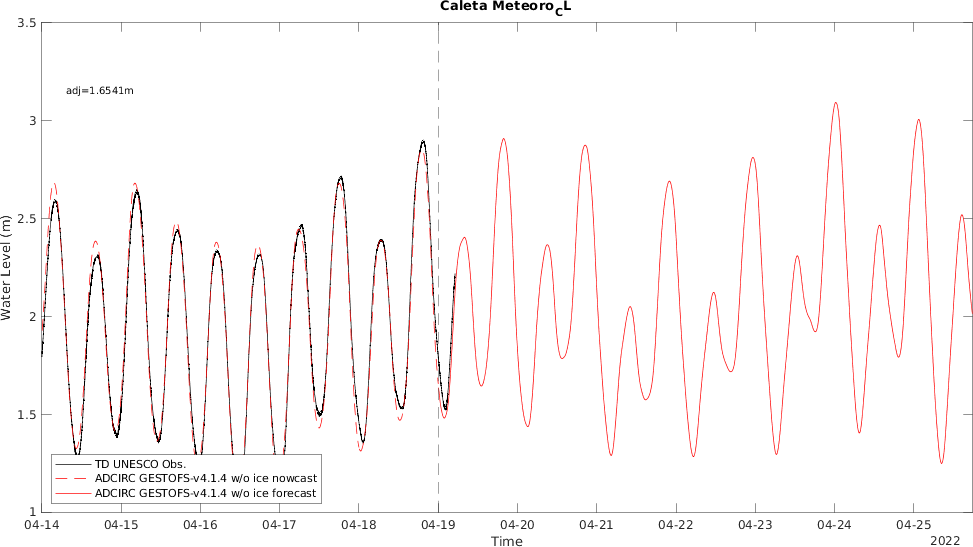 Caleta Meteoro_CL
3.5
adj=1.6541m
3
2.5
Water Level (m)
2
1.5
TD UNESCO Obs.
ADCIRC GESTOFS-v4.1.4 w/o ice nowcast
ADCIRC GESTOFS-v4.1.4 w/o ice forecast
1
04-14 04-15 04-16 04-17 04-18 04-19 04-20 04-21 04-22 04-23 04-24 04-25
Time
2022